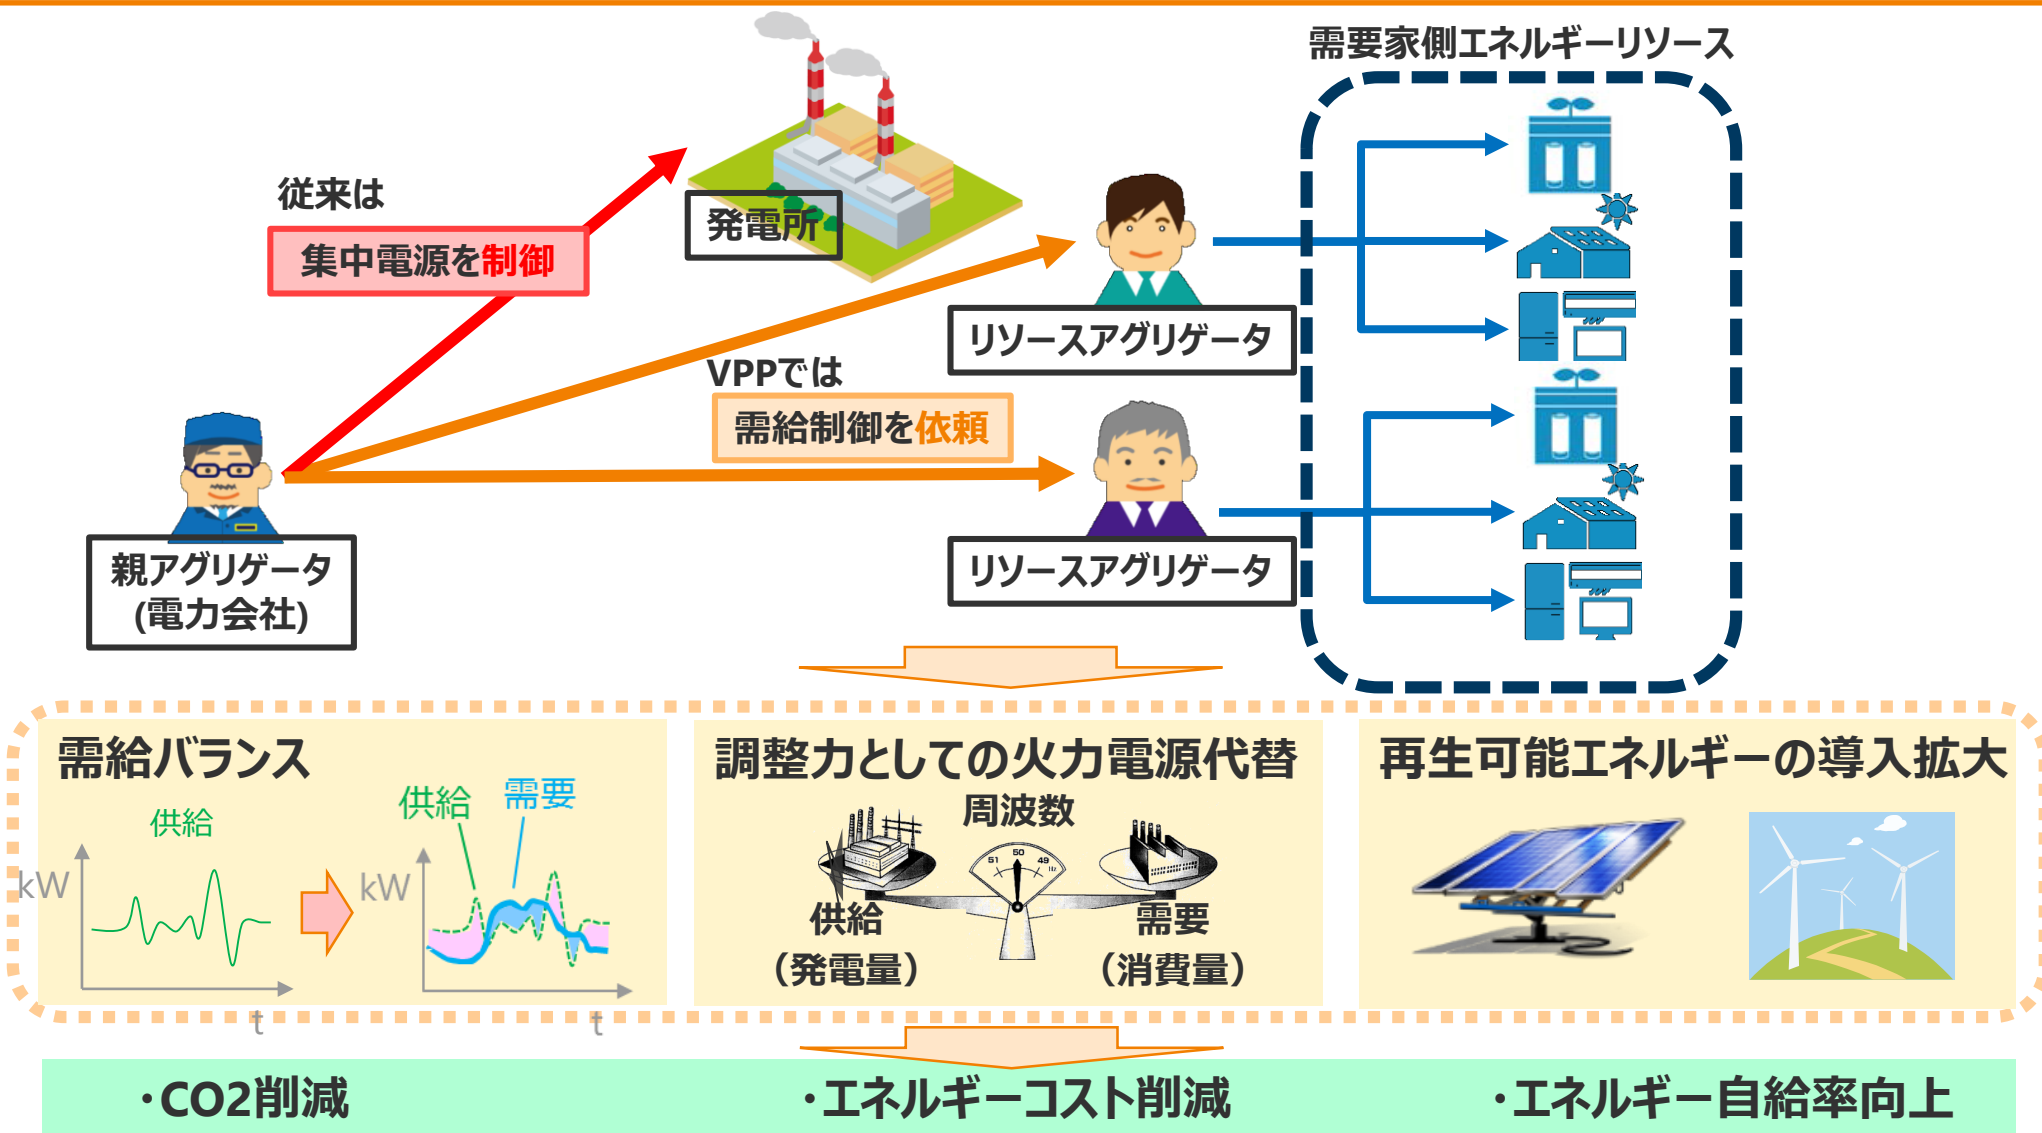 需要家側エネルギーリソース
従来は
集中電源を制御
発電所
リソースアグリゲータ
VPPでは
需給制御を依頼
親アグリゲータ
(電力会社)
リソースアグリゲータ
需給バランス
供給
kW
t
供給
需要
kW
t
調整力としての火力電源代替
周波数
51
50
49
Hz
供給
(発電量)
需要
(消費量)
再生可能エネルギーの導入拡大
・CO2削減
・エネルギーコスト削減
・エネルギー自給率向上